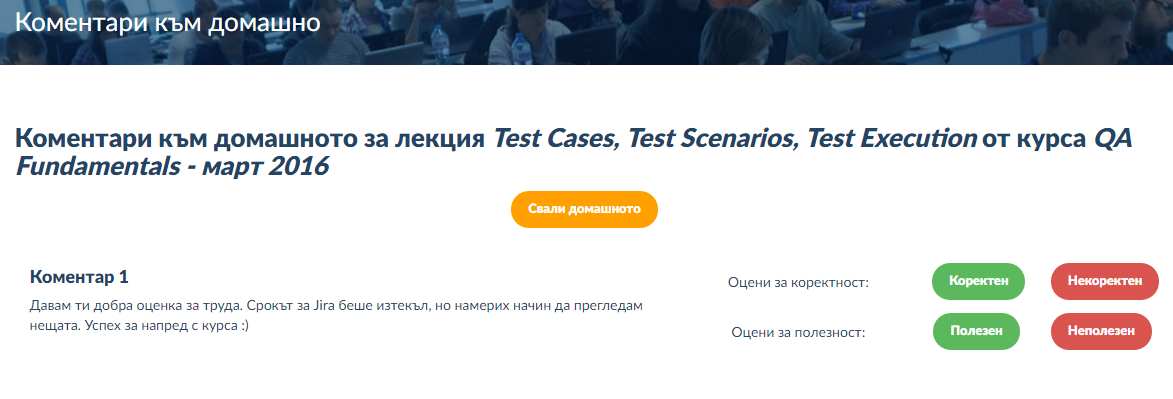 Коментари към домашно
Коментари към домашното за лекция Test Cases, Test Scenarios, Test Execution от курса QA
Fundamentals - март 2016
Свали домашното
Коментар 1
Давам ти добра оценка за труда. Срокът за Jira беше изтекъл, но намерих начин да прегледам
нещата. Успех за напред с курса :)
Оцени за коректност:
Коректен
Некоректен
Оцени за полезност:
Полезен
Неполезен